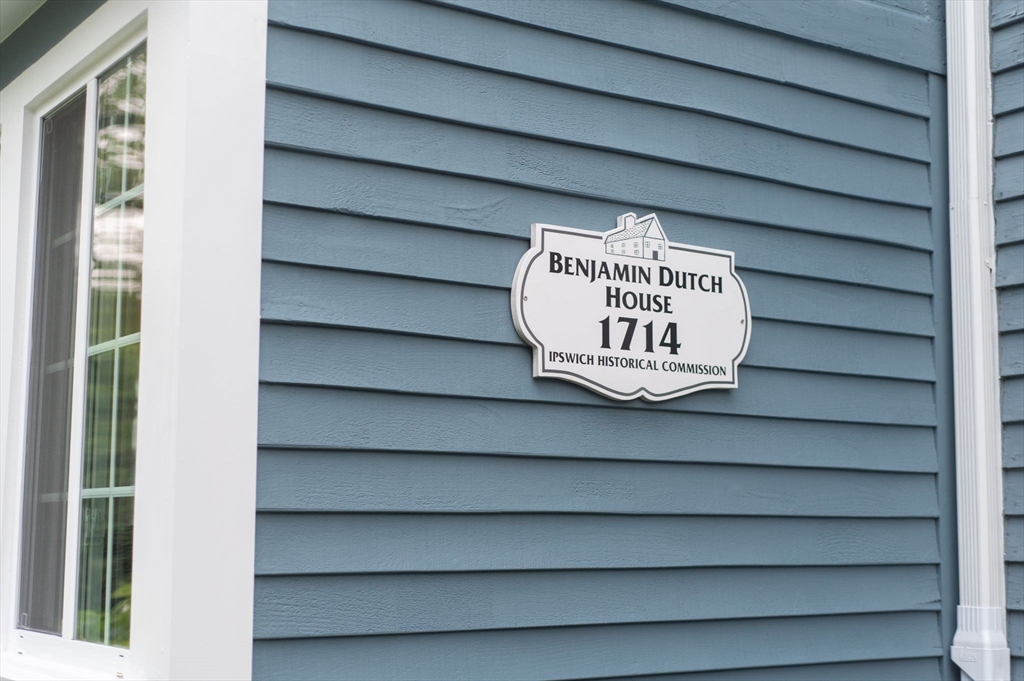 BENJAMIN DUTCH
HOUSE
1714
IPSWICH HISTORICAL COMMISSION